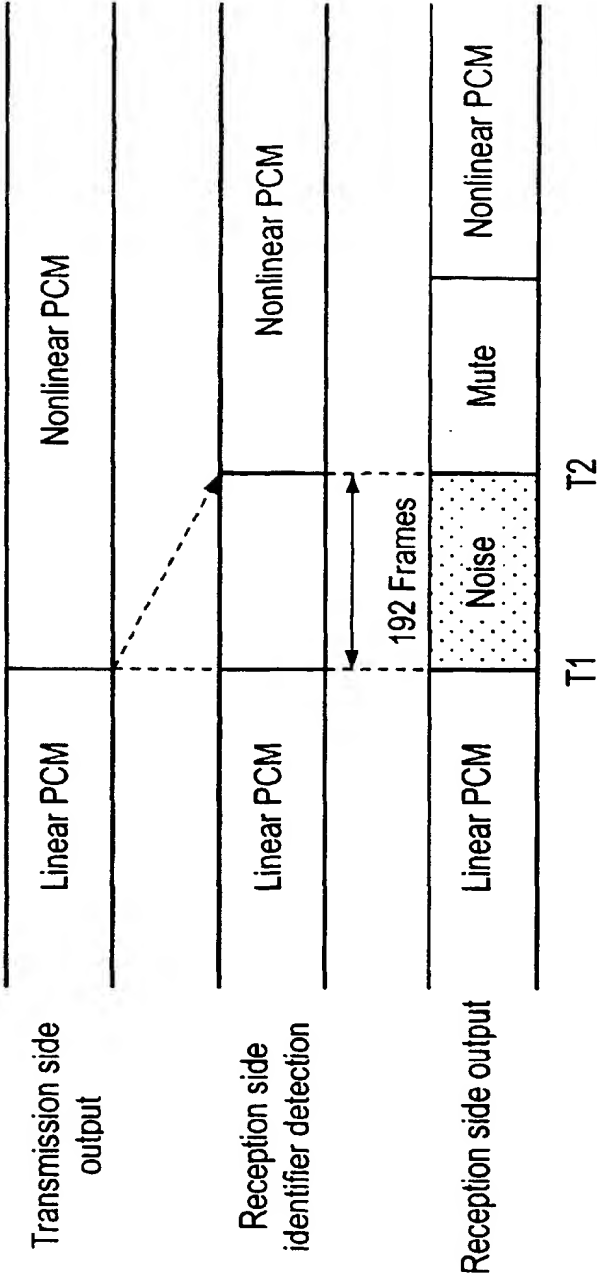 Transmission side
output
Linear PCM
Nonlinear PCM
Reception side
identifier detection
Linear PCM
Nonlinear PCM
192 Frames
Reception side output
Linear PCM
Noise
Mute
Nonlinear PCM
T1
T2